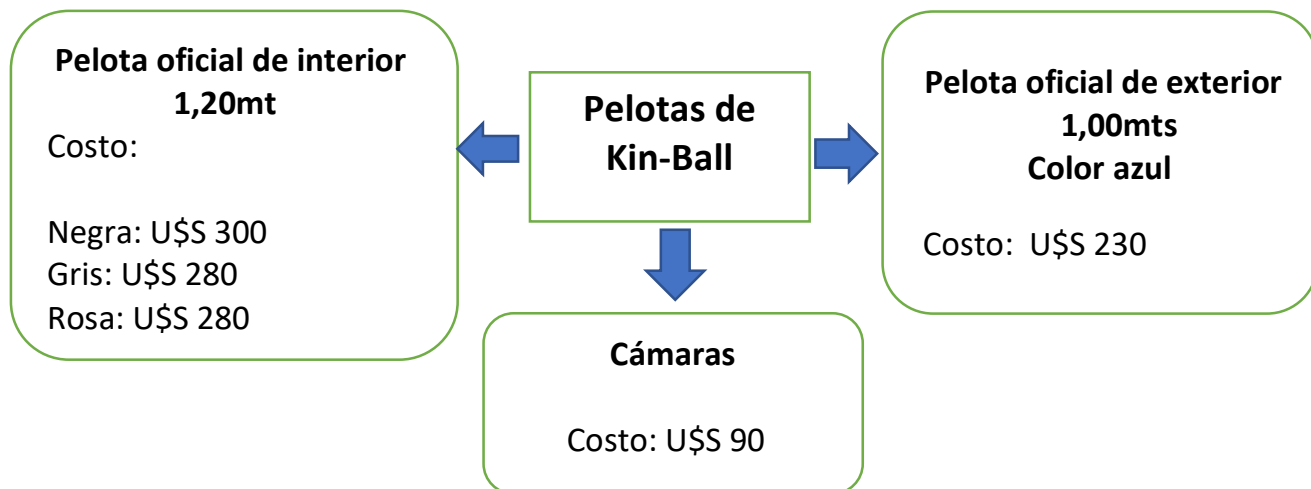 Pelota oficial de interior
1,20mt
Costo:
Negra: U$S 300
Gris: U$S 280
Rosa: U$S 280
Pelotas de
Kin-Ball
Pelota oficial de exterior
1,00mts
Color azul
Costo:  U$S 230
Cámaras
Costo: U$S 90